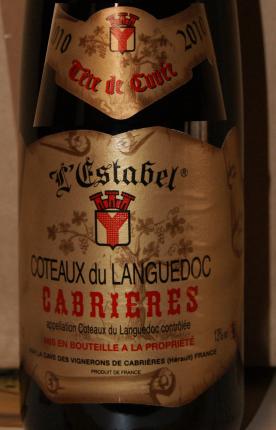 2010
Tête de Cuvée
L'Estabel®
COTEAUX du LANGUEDOC
CABRIÈRES
appellation Coteaux du Languedoc contrôlée
MIS EN BOUTEILLE A LA PROPRIÉTÉ
PAR LA CAVE DES VIGNERONS DE CABRIÈRES (Hérault) FRANCE
PRODUIT DE FRANCE